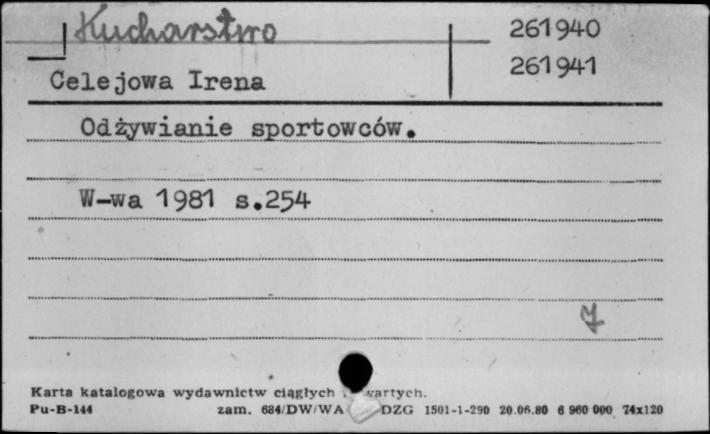 Kucharstwo 261940
261941
Celejowa Irena
Odżywianie sportowców.
W-wa 1981 s.254
Karta katalogowa wydawnictw ciągłych
Pu-B-144 zam. 684/DW/WA DZG 1501-1-290 20.06.80 6 960 000 74x120